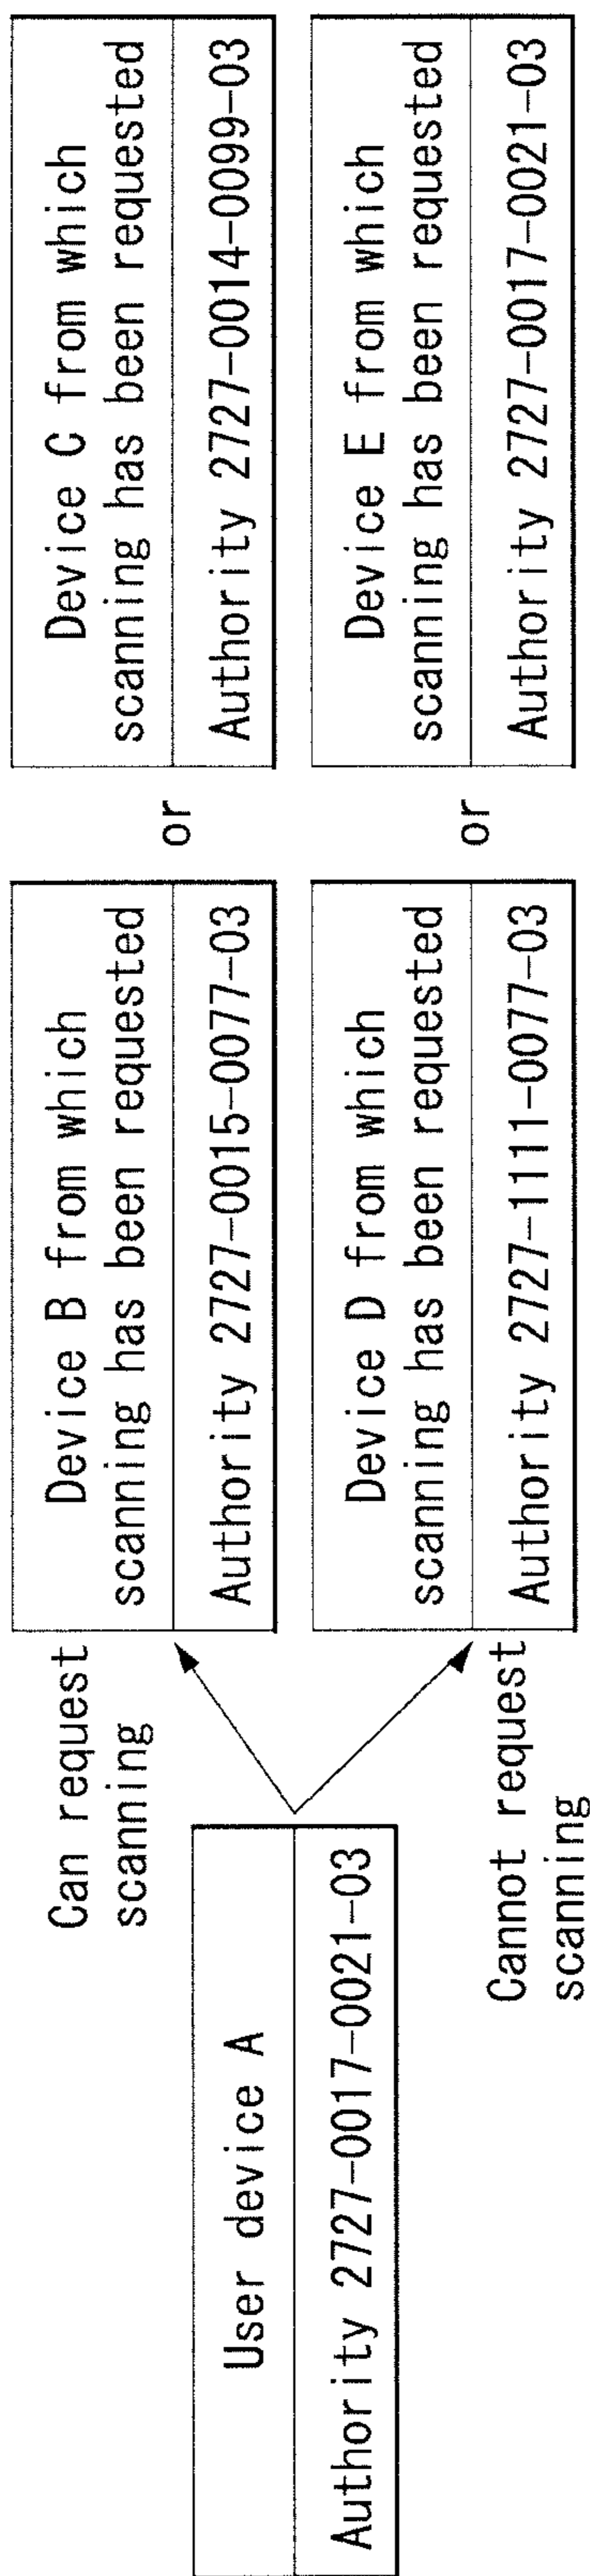 User device A
Authority 2727-0017-0021-03
Can request
scanning
Device B from which
scanning has been requested
Authority 2727-0015-0077-03
or
Device C from which
scanning has been requested
Authority 2727-0014-0099-03
Cannot request
scanning
Device D from which
scanning has been requested
Authority 2727-1111-0077-03
or
Device E from which
scanning has been requested
Authority 2727-0017-0021-03